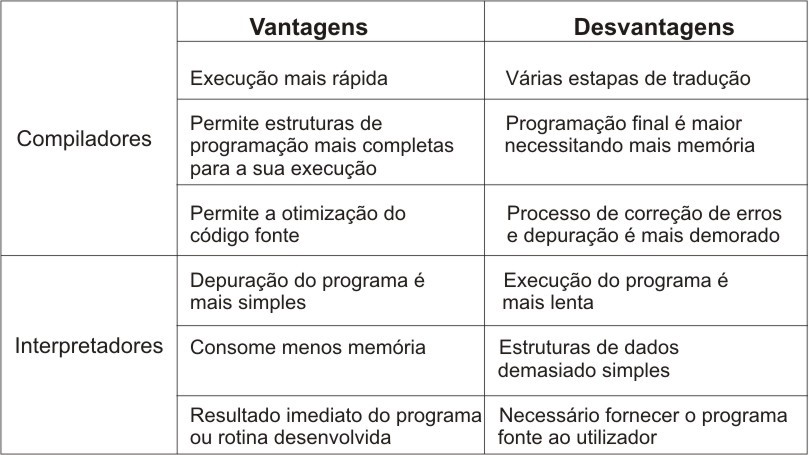 Vantagens Desvantagens
Execução mais rápida Várias estapas de tradução
Compiladores
Permite estruturas de
programação mais completas
para a sua execução
Programação final é maior
necessitando mais memória
Permite a otimização do
código fonte
Processo de correção de erros
e depuração é mais demorado
Interpretadores
Depuração do programa é
mais simples
Execução do programa é
mais lenta
Consome menos memória
Estruturas de dados
demasiado simples
Resultado imediato do programa
ou rotina desenvolvida
Necessário fornecer o programa
fonte ao utilizador